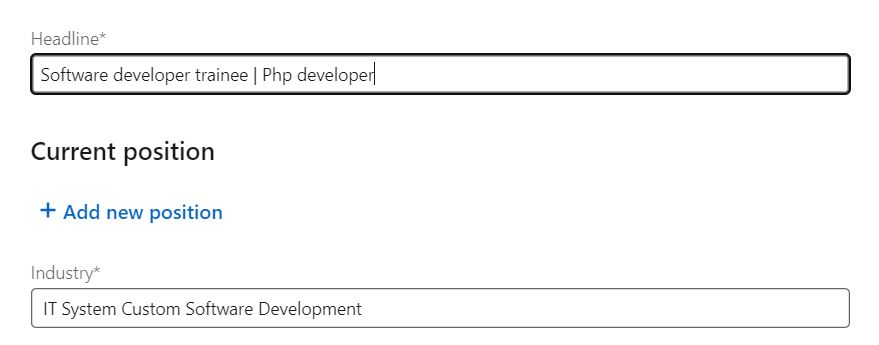 Headline*
Software developer trainee | Php developer
Current position
+ Add new position
Industry*
IT System Custom Software Development